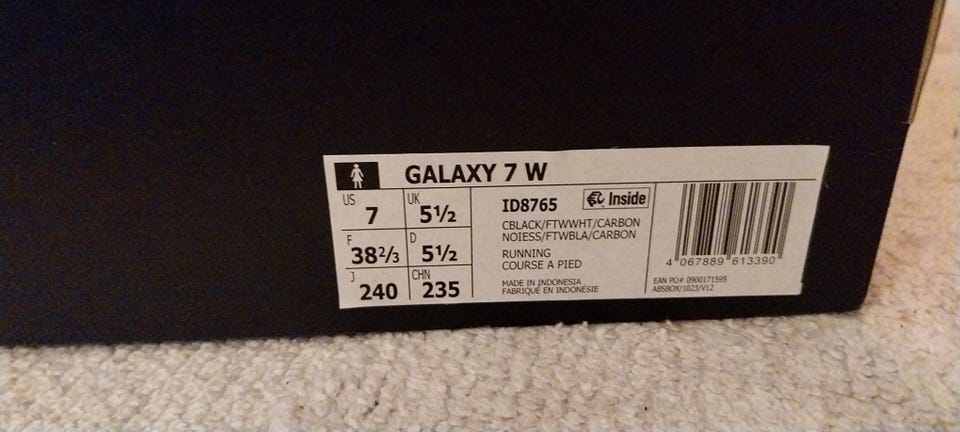 GALAXY 7 W
US 7 UK 5½
F 38⅔ D 5½
J 240 CHN 235
ID8765 Inside
CBLACK/FTWWHT/CARBON
NOIESS/FTWBLA/CARBON
RUNNING
COURSE A PIED
MADE IN INDONESIA
FABRIQUÉ EN INDONÉSIE
4 067889 613390
EAN PO# 0900171595
ABSBOX/1023/V12